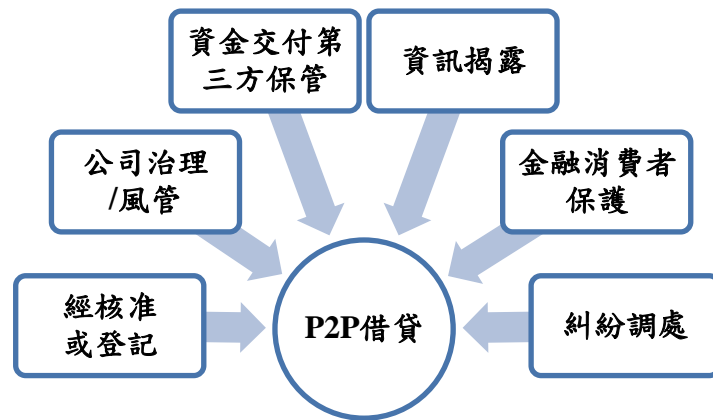 資金交付第
三方保管
資訊揭露
公司治理
/風管
金融消費者
保護
經核准
或登記
P2P借貸
糾紛調處